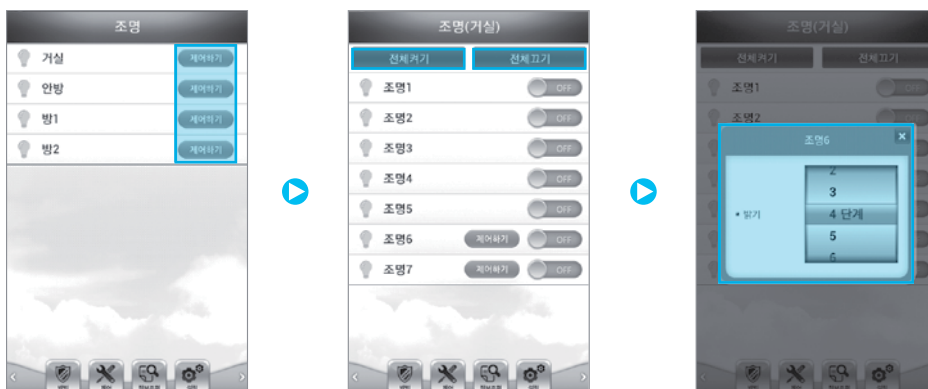 조명
거실 제어하기
안방 제어하기
방1 제어하기
방2 제어하기
조명(거실)
전체켜기 전체끄기
조명1 OFF
조명2 OFF
조명3 OFF
조명4 OFF
조명5 OFF
조명6 제어하기 OFF
조명7 제어하기 OFF
조명(거실)
전체켜기 전체끄기
조명1 OFF
조명2
조명6
2
3
* 밝기 4 단계
5
6